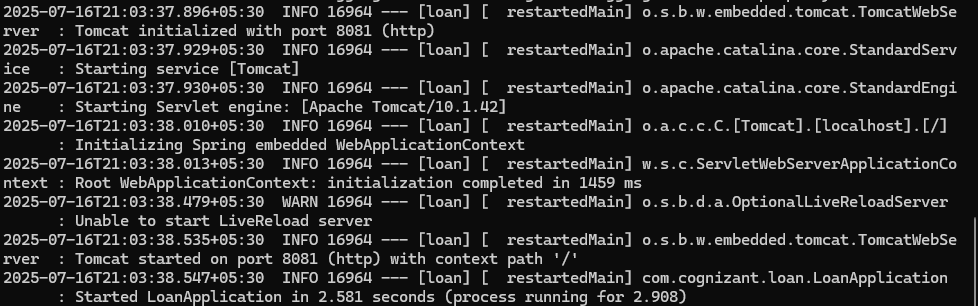 2025-07-16T21:03:37.896+05:30  INFO 16964 --- [loan] [  restartedMain] o.s.b.w.embedded.tomcat.TomcatWebSe
rver  : Tomcat initialized with port 8081 (http)
2025-07-16T21:03:37.929+05:30  INFO 16964 --- [loan] [  restartedMain] o.apache.catalina.core.StandardServ
ice   : Starting service [Tomcat]
2025-07-16T21:03:37.930+05:30  INFO 16964 --- [loan] [  restartedMain] o.apache.catalina.core.StandardEngi
ne    : Starting Servlet engine: [Apache Tomcat/10.1.42]
2025-07-16T21:03:38.010+05:30  INFO 16964 --- [loan] [  restartedMain] o.a.c.c.C.[Tomcat].[localhost].[/]
      : Initializing Spring embedded WebApplicationContext
2025-07-16T21:03:38.013+05:30  INFO 16964 --- [loan] [  restartedMain] w.s.c.ServletWebServerApplicationCo
ntext : Root WebApplicationContext: initialization completed in 1459 ms
2025-07-16T21:03:38.479+05:30  WARN 16964 --- [loan] [  restartedMain] o.s.b.d.a.OptionalLiveReloadServer
      : Unable to start LiveReload server
2025-07-16T21:03:38.535+05:30  INFO 16964 --- [loan] [  restartedMain] o.s.b.w.embedded.tomcat.TomcatWebSe
rver  : Tomcat started on port 8081 (http) with context path '/'
2025-07-16T21:03:38.547+05:30  INFO 16964 --- [loan] [  restartedMain] com.cognizant.loan.LoanApplication
      : Started LoanApplication in 2.581 seconds (process running for 2.908)